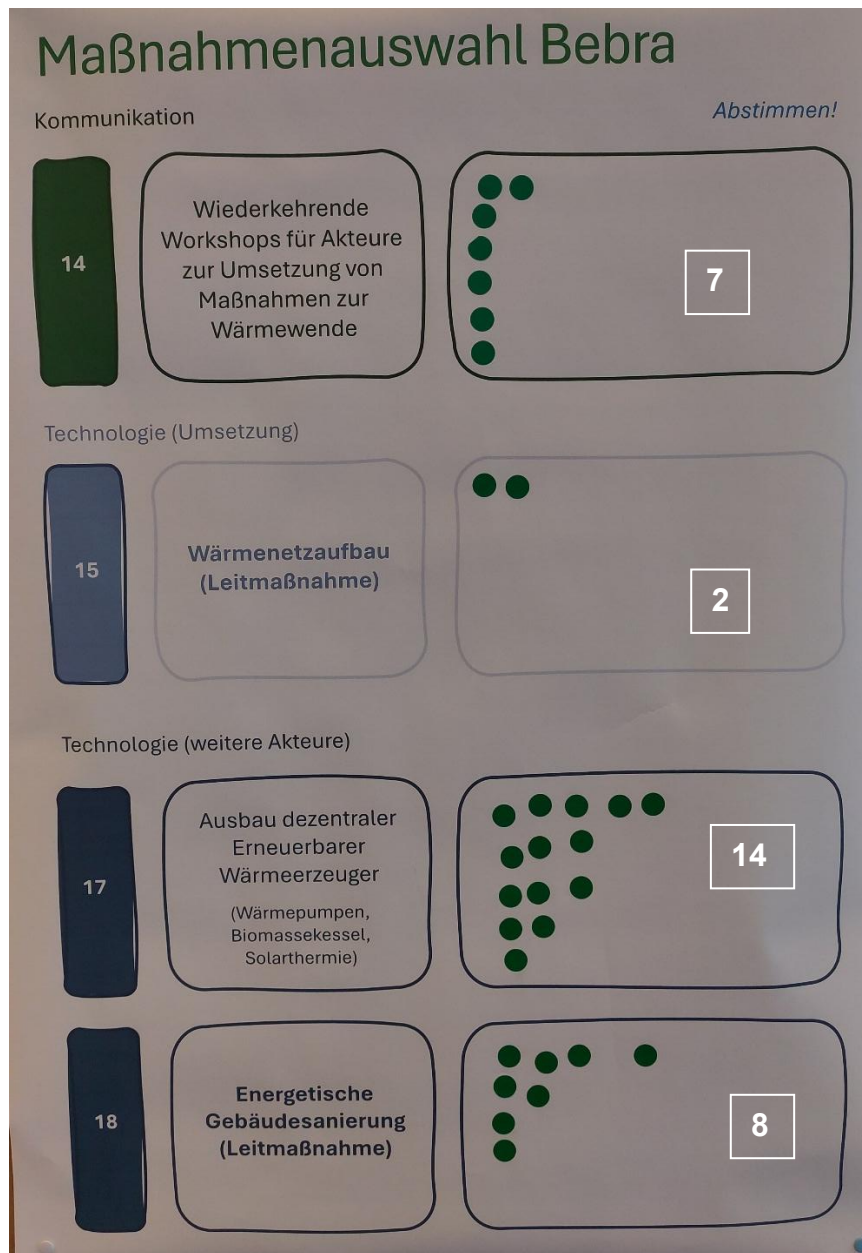 Maßnahmenauswahl Bebra
Kommunikation
Abstimmen!
14
Wiederkehrende
Workshops für Akteure
zur Umsetzung von
Maßnahmen zur
Wärmewende
7
Technologie (Umsetzung)
15
Wärmenetzaufbau
(Leitmaßnahme)
2
Technologie (weitere Akteure)
17
Ausbau dezentraler
Erneuerbarer
Wärmeerzeuger
(Wärmepumpen,
Biomassekessel,
Solarthermie)
14
18
Energetische
Gebäudesanierung
(Leitmaßnahme)
8